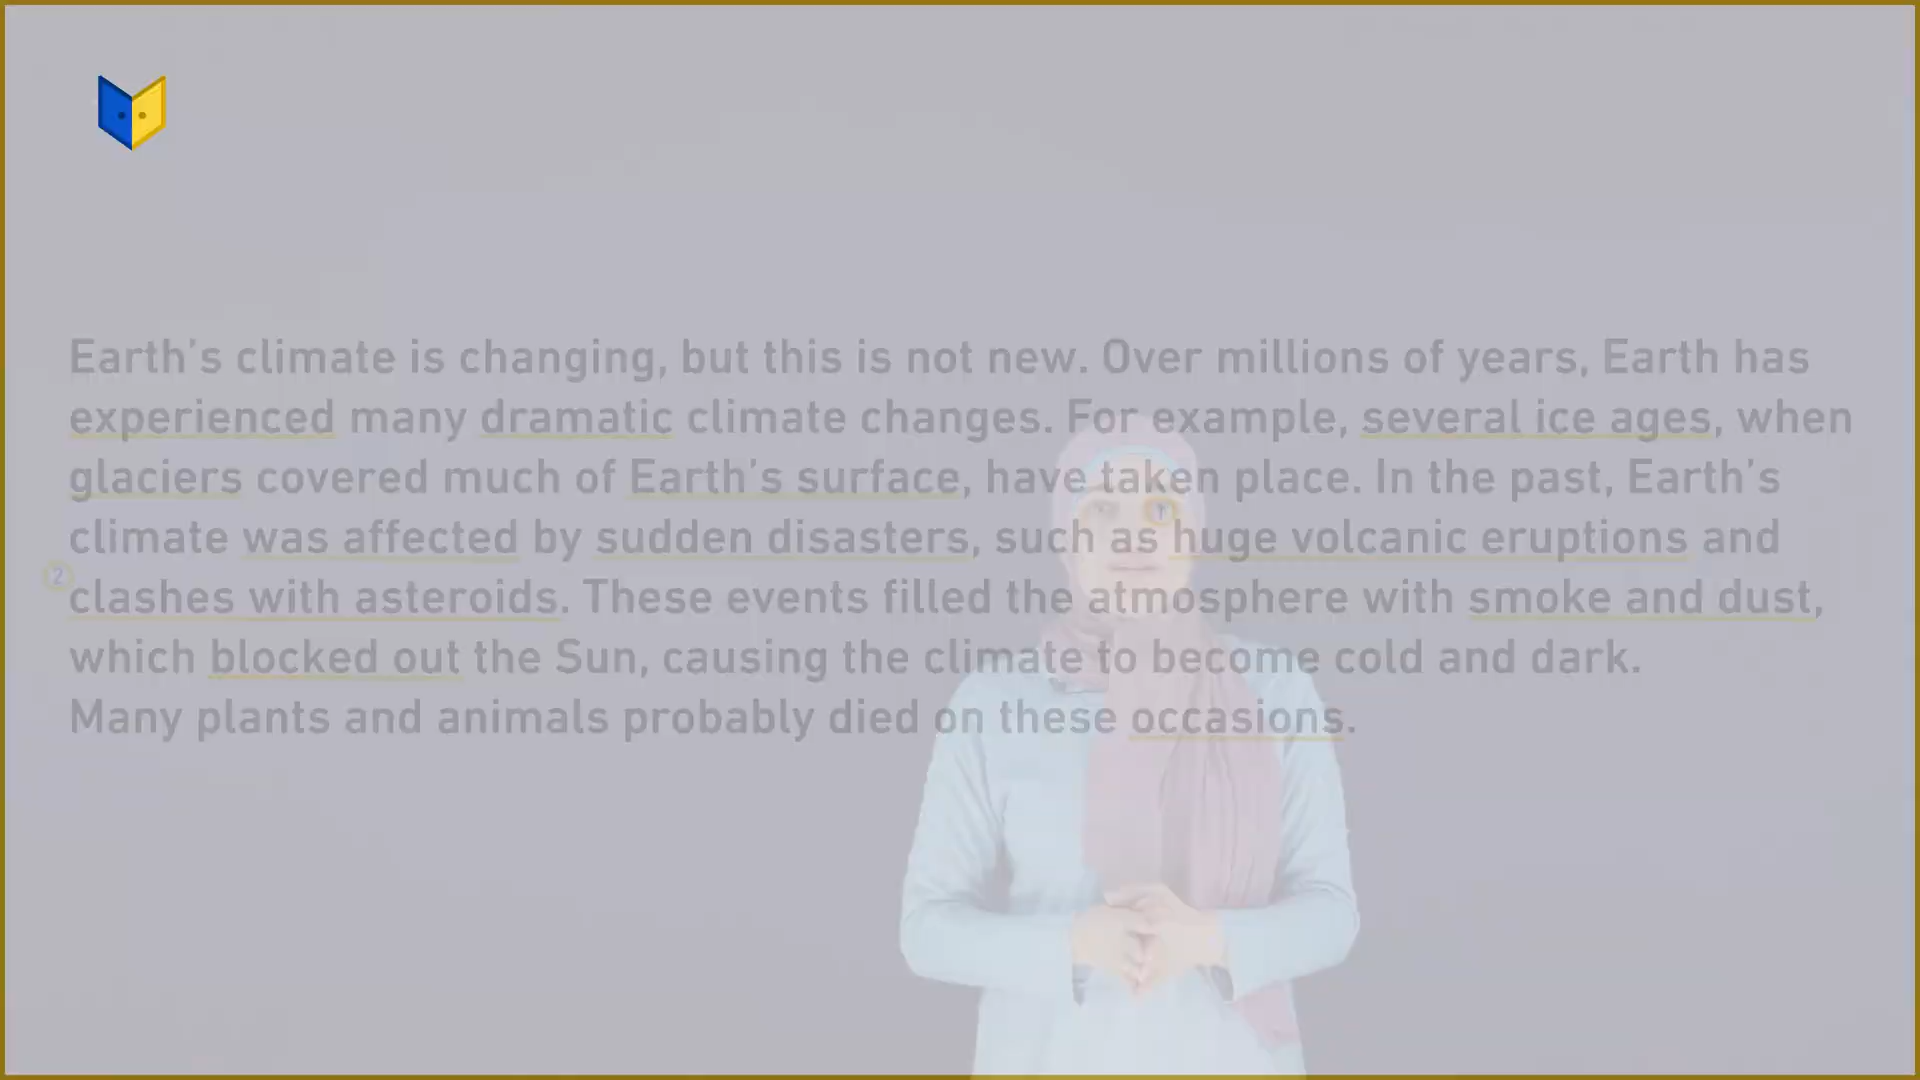 Earth's climate is changing, but this is not new. Over millions of years, Earth has
experienced many dramatic climate changes. For example, several ice ages, when
glaciers covered much of Earth's surface, have taken place. In the past, Earth's
climate was affected by sudden disasters, such as huge volcanic eruptions and
1
2
clashes with asteroids. These events filled the atmosphere with smoke and dust,
which blocked out the Sun, causing the climate to become cold and dark.
Many plants and animals probably died on these occasions.